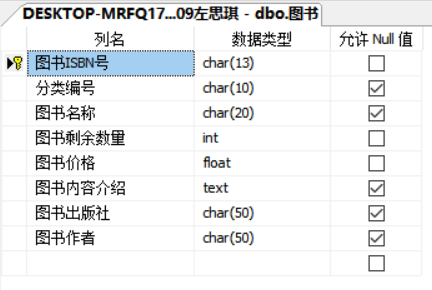 DESKTOP-MRFQ17...09左思琪 - dbo.图书
列名 数据类型 允许 Null 值
图书ISBN号 char(13)
分类编号 char(10)
图书名称 char(20)
图书剩余数量 int
图书价格 float
图书内容介绍 text
图书出版社 char(50)
图书作者 char(50)